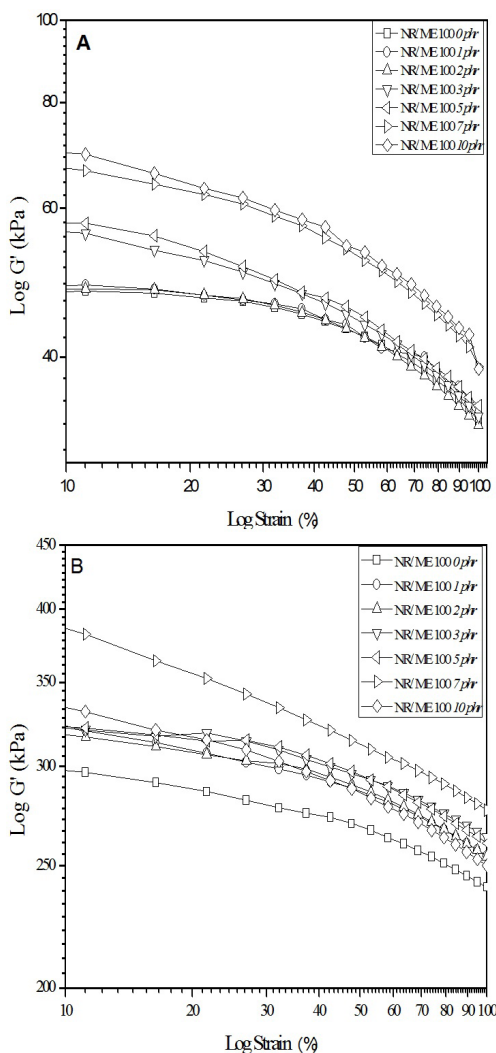 A
100
80
60
40
Log G' (kPa)
NR/ME100 0 phr
NR/ME100 1 phr
NR/ME100 2 phr
NR/ME100 3 phr
NR/ME100 5 phr
NR/ME100 7 phr
NR/ME100 10 phr
10 20 30 40 50 60 70 80 90 100
Log Strain (%)
B
450
400
350
300
250
200
Log G' (kPa)
NR/ME100 0 phr
NR/ME100 1 phr
NR/ME100 2 phr
NR/ME100 3 phr
NR/ME100 5 phr
NR/ME100 7 phr
NR/ME100 10 phr
10 20 30 40 50 60 70 80 90 100
Log Strain (%)